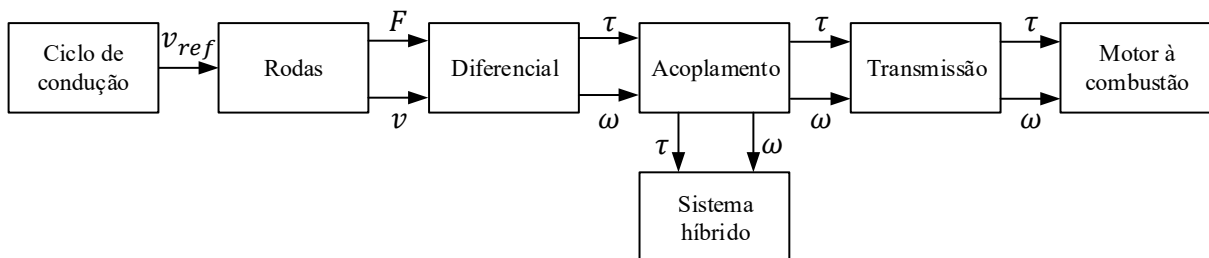 Ciclo de
condução
v_ref
Rodas
F
v
Diferencial
τ
ω
Acoplamento
τ
ω
Transmissão
τ
ω
Motor à
combustão
τ
ω
Sistema
híbrido